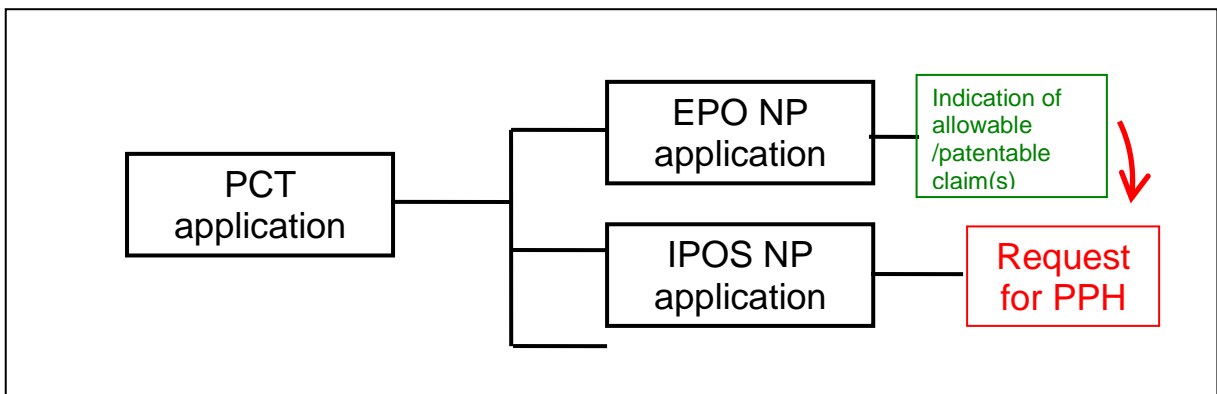 PCT
application
EPO NP
application
Indication of
allowable
/patentable
claim(s)
IPOS NP
application
Request
for PPH